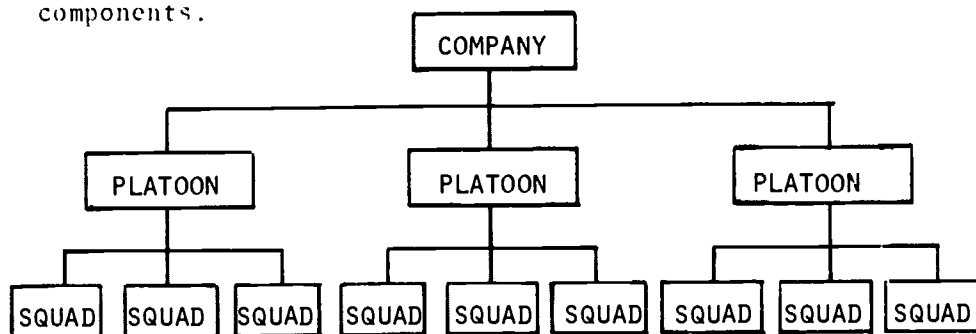 components.
COMPANY
PLATOON PLATOON PLATOON
SQUAD SQUAD SQUAD SQUAD SQUAD SQUAD SQUAD SQUAD SQUAD